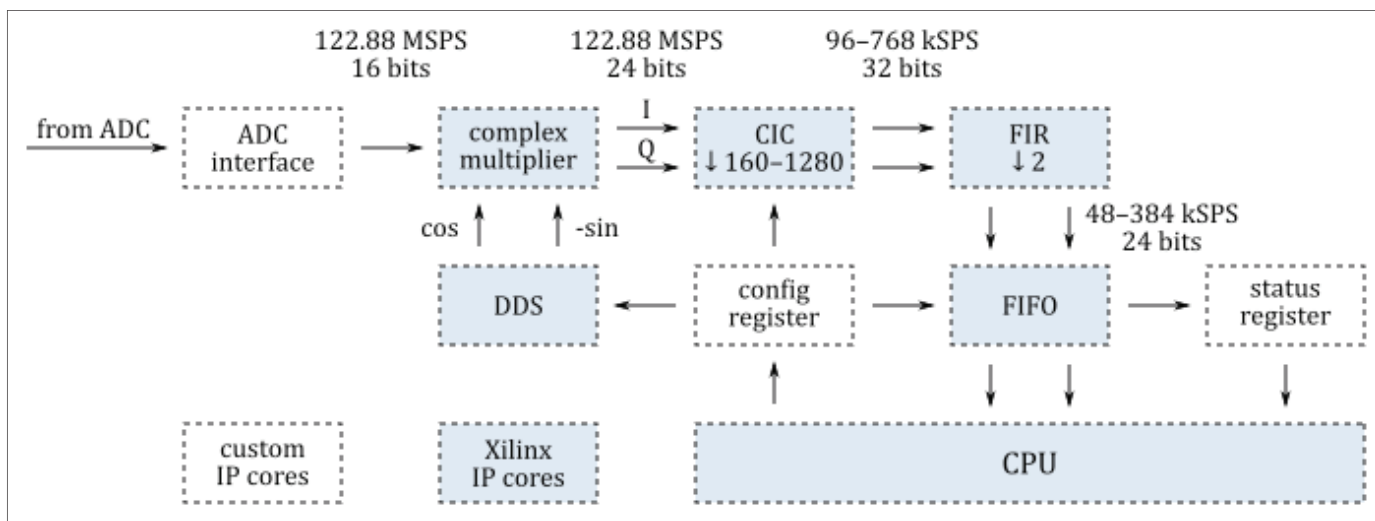 122.88 MSPS
16 bits
122.88 MSPS
24 bits
96–768 kSPS
32 bits
from ADC
ADC
interface
complex
multiplier
I
Q
CIC
↓ 160–1280
FIR
↓ 2
cos
-sin
48–384 kSPS
24 bits
DDS
config
register
FIFO
status
register
custom
IP cores
Xilinx
IP cores
CPU